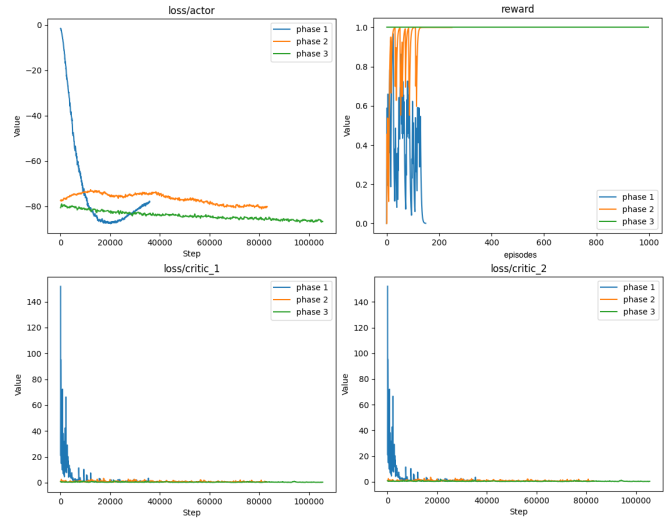 loss/actor
0
−20
−40
−60
−80
Value
0
20000
40000
60000
80000
100000
Step
phase 1
phase 2
phase 3
reward
1.0
0.8
0.6
0.4
0.2
0.0
Value
0
200
400
600
800
1000
episodes
phase 1
phase 2
phase 3
loss/critic_1
140
120
100
80
60
40
20
0
Value
0
20000
40000
60000
80000
100000
Step
phase 1
phase 2
phase 3
loss/critic_2
140
120
100
80
60
40
20
0
Value
0
20000
40000
60000
80000
100000
Step
phase 1
phase 2
phase 3